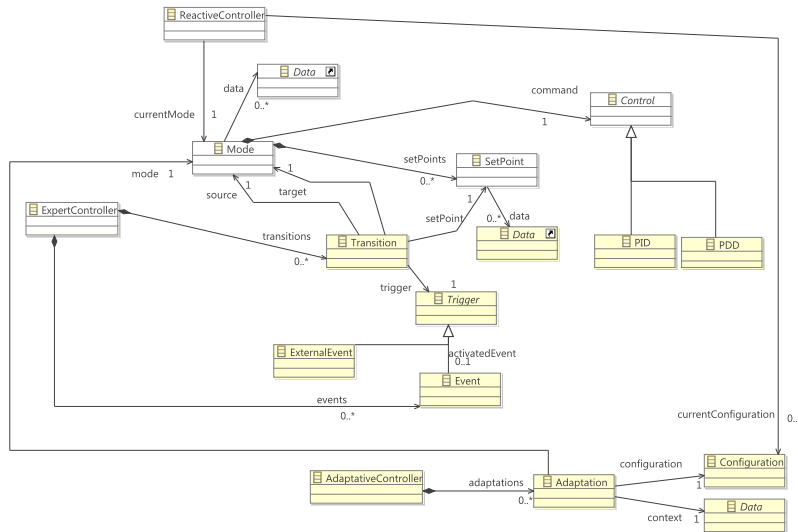 ReactiveController
Data
data
0..*
command
Control
currentMode
1
1
Mode
setPoints
0..*
SetPoint
mode
1
1
1
source
target
ExpertController
setPoint
1
0..*
data
transitions
0..*
Transition
Data
PID
PDD
trigger
1
Trigger
ExternalEvent
activatedEvent
0..1
Event
events
0..*
currentConfiguration
0..
configuration
Configuration
AdaptativeController
adaptations
0..*
Adaptation
1
Data
context
1